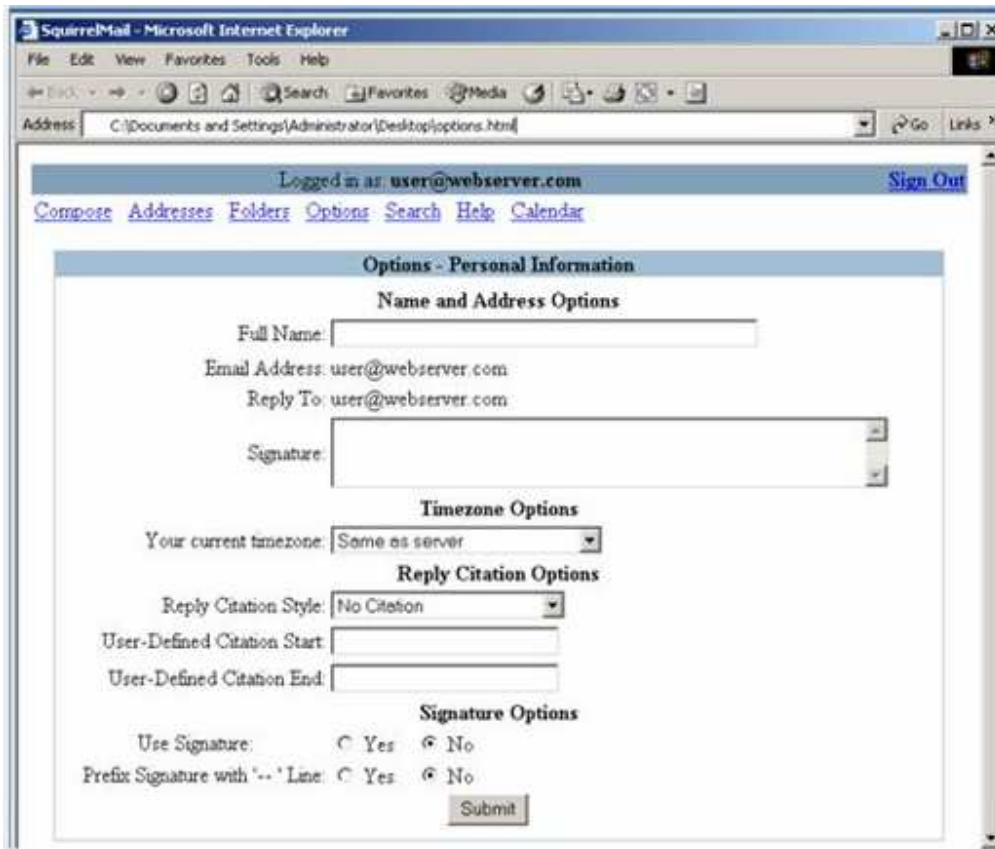 SquirrelMail - Microsoft Internet Explorer
File Edit View Favorites Tools Help
Back Search Favorites Media
Address C:\Documents and Settings\Administrator\Desktop\options.html Go Links »
Logged in as: user@webserver.com Sign Out
Compose Addresses Folders Options Search Help Calendar
Options - Personal Information
Name and Address Options
Full Name:
Email Address: user@webserver.com
Reply To: user@webserver.com
Signature:
Timezone Options
Your current timezone: Same as server
Reply Citation Options
Reply Citation Style: No Citation
User-Defined Citation Start:
User-Defined Citation End:
Signature Options
Use Signature: Yes No
Prefix Signature with '-- ' Line: Yes No
Submit